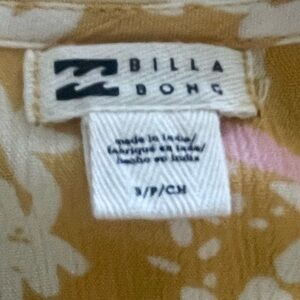 BILLA
BONG
made in India/
fabriqué en Inde/
hecho en India
S/P/CH